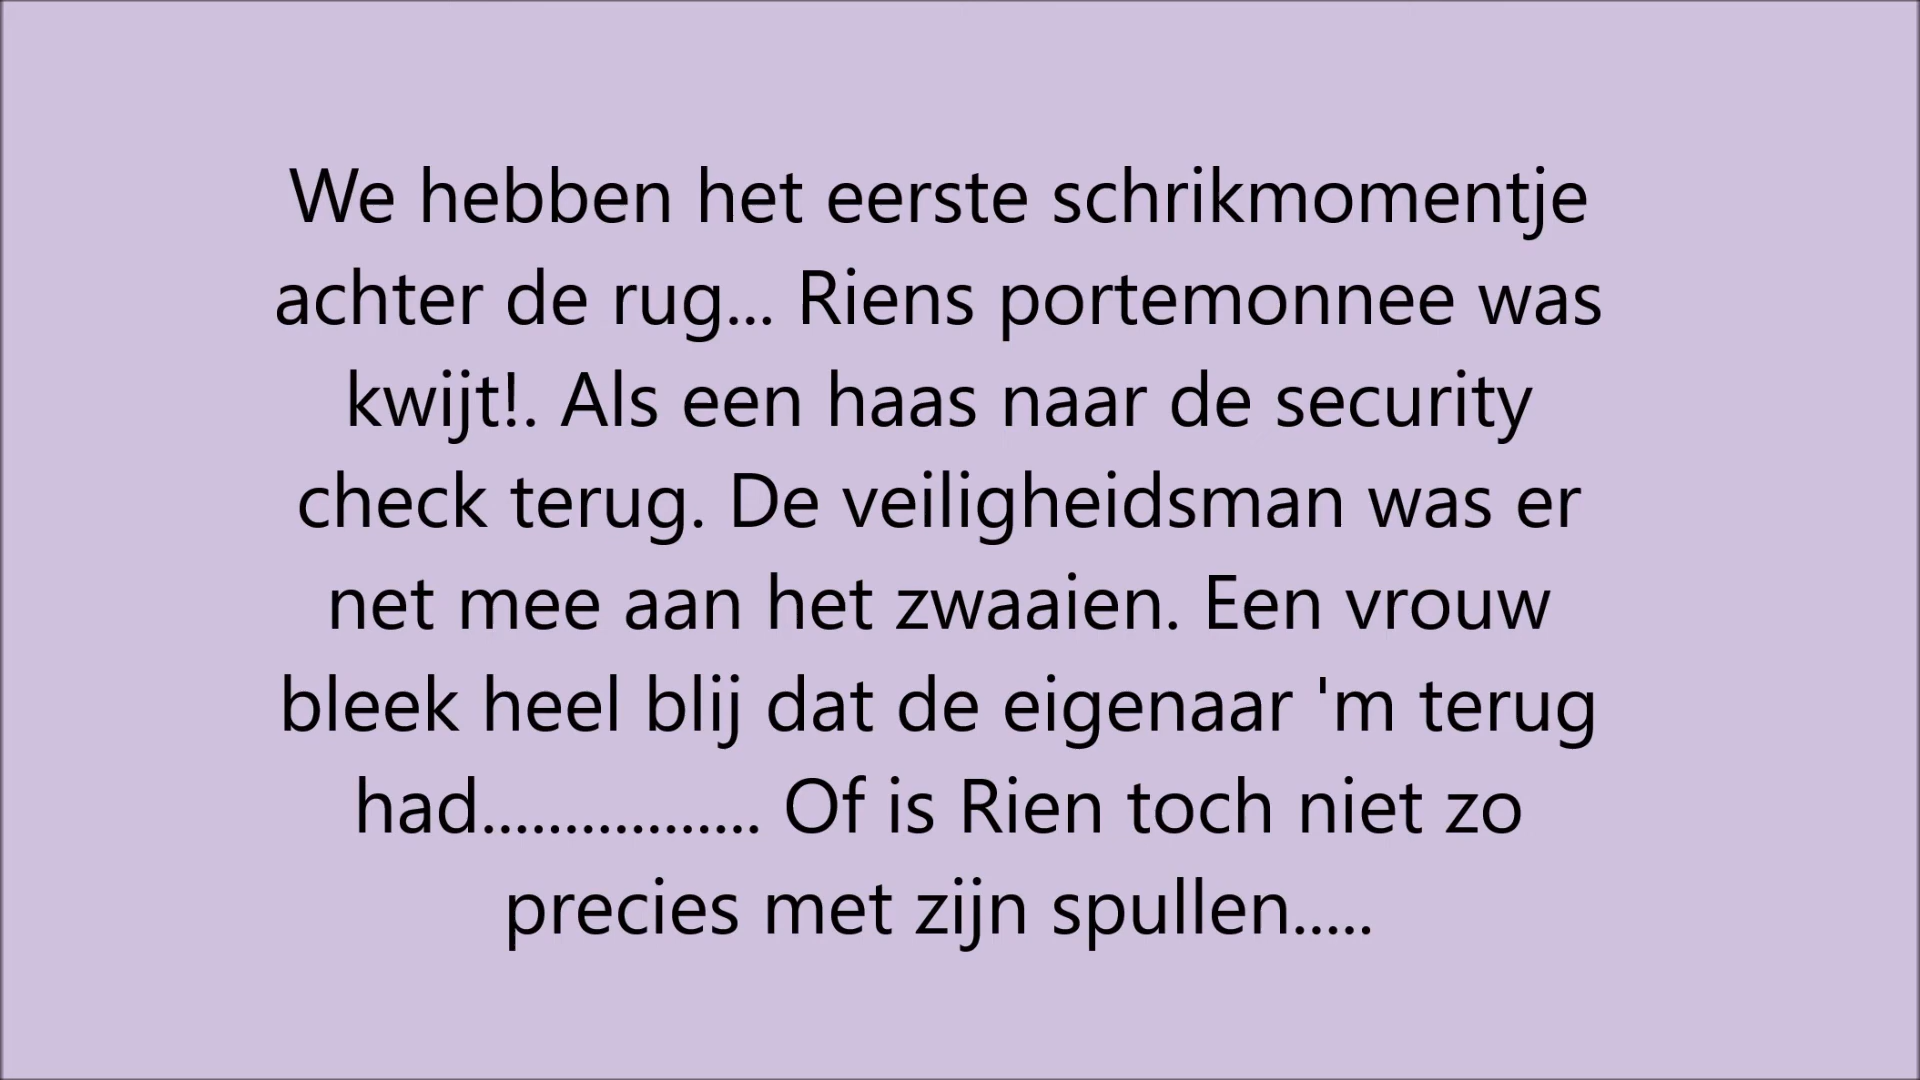 We hebben het eerste schrikmomentje
achter de rug... Riens portemonnee was
kwijt!. Als een haas naar de security
check terug. De veiligheidsman was er
net mee aan het zwaaien. Een vrouw
bleek heel blij dat de eigenaar 'm terug
had................. Of is Rien toch niet zo
precies met zijn spullen.....